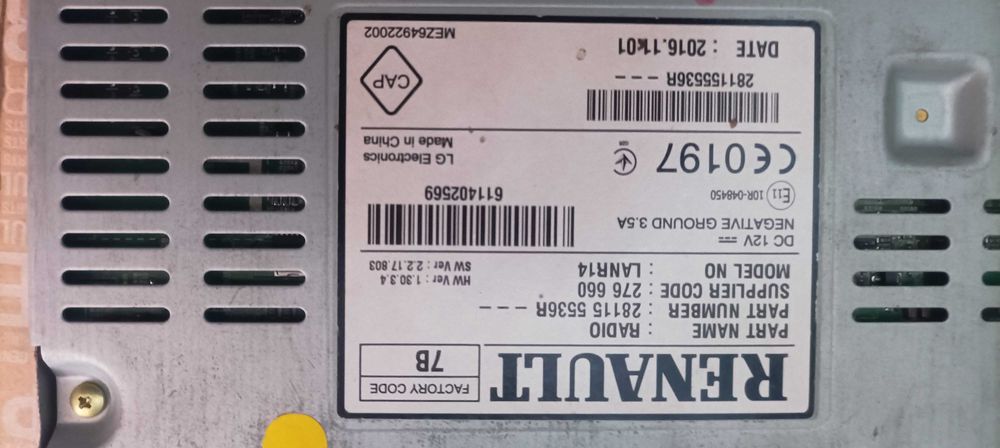 RENAULT
FACTORY CODE
7B
PART NAME : RADIO
PART NUMBER : 28115 5536R ---
SUPPLIER CODE : 276 660
MODEL NO : LANR14
HW Ver : 1.30.3.4
SW Ver : 2.2.17.803
DC 12V
NEGATIVE GROUND 3.5A
E11 10R-048450
611402569
CE0197
LG Electronics
Made in China
281155536R ---
DATE : 2016.11.01
CAP
MEZ64922002